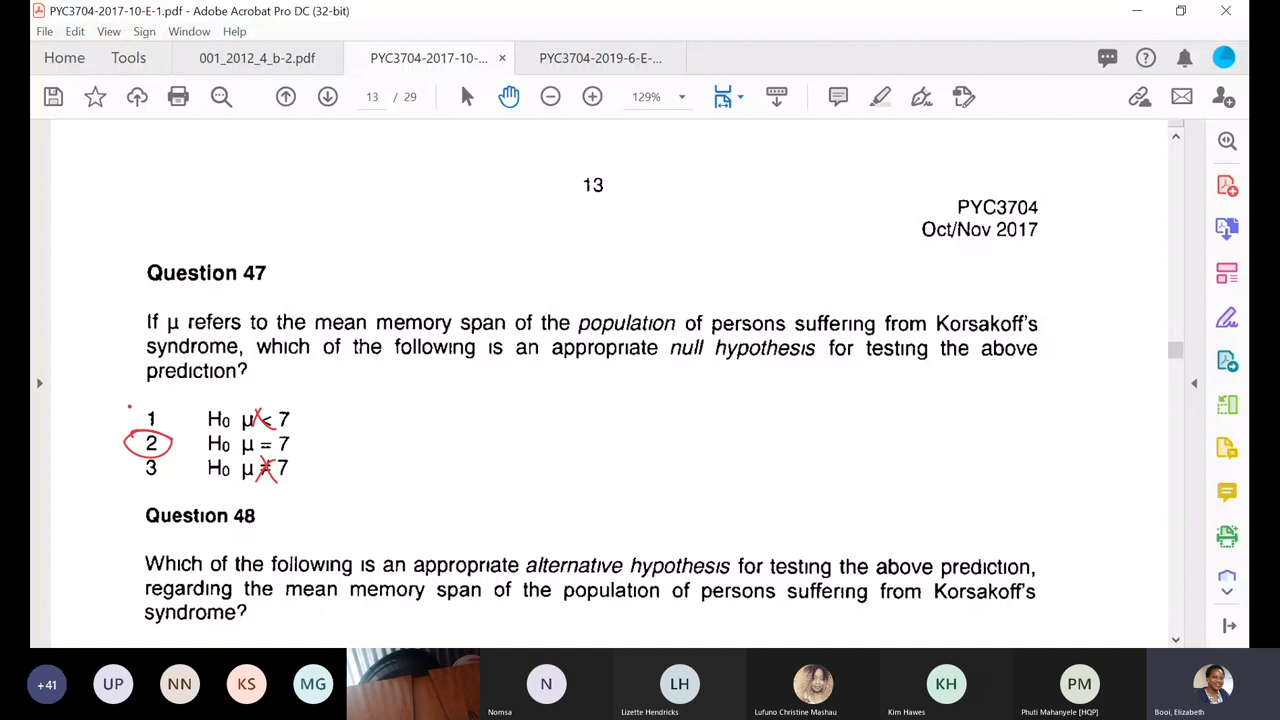 PYC3704-2017-10-E-1.pdf - Adobe Acrobat Pro DC (32-bit)
File Edit View Sign Window Help
Home Tools 001_2012_4_b-2.pdf PYC3704-2017-10-... × PYC3704-2019-6-E-...
13 / 29 129%
13
PYC3704
Oct/Nov 2017
Question 47
If μ refers to the mean memory span of the population of persons suffering from Korsakoff's
syndrome, which of the following is an appropriate null hypothesis for testing the above
prediction?
1 H0 μ < 7
2 H0 μ = 7
3 H0 μ ≠ 7
Question 48
Which of the following is an appropriate alternative hypothesis for testing the above prediction,
regarding the mean memory span of the population of persons suffering from Korsakoff's
syndrome?
+41 UP NN KS MG N LH KH PM
Nomsa Lizette Hendricks Lufuno Christine Mashau Kim Hawes Phuti Mahanyele [HQP] Booi, Elizabeth